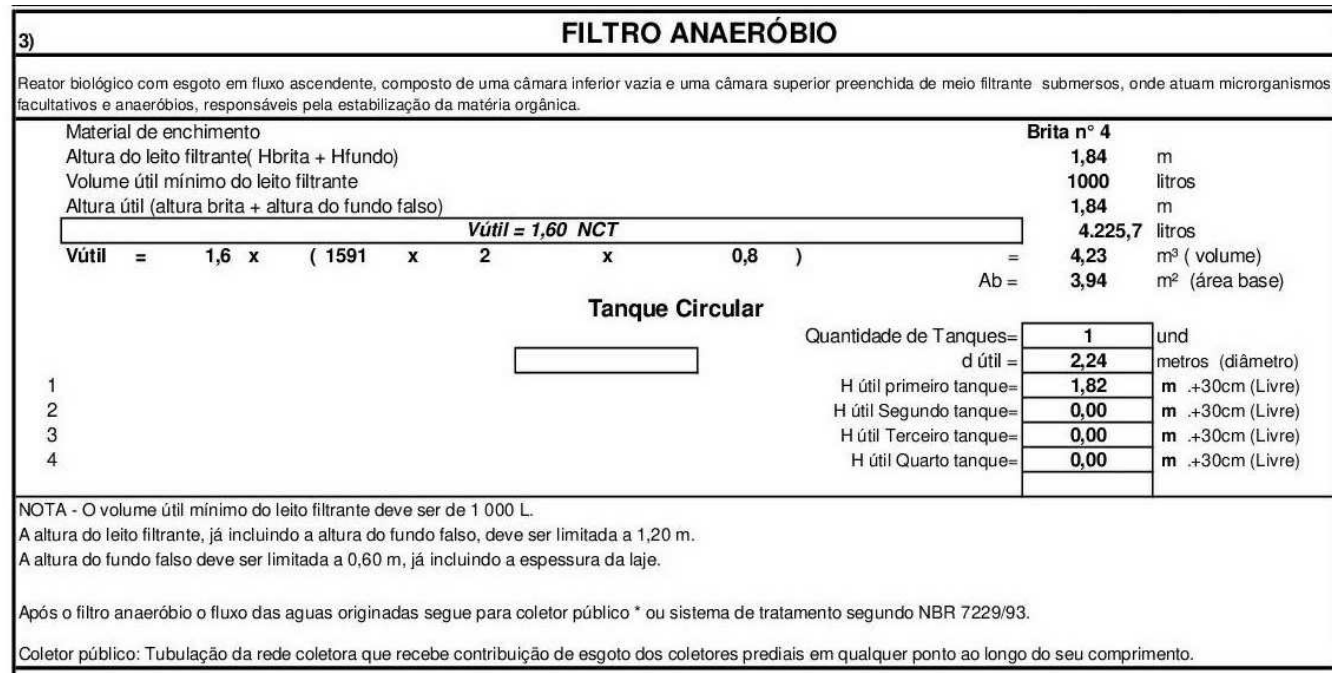 3) FILTRO ANAERÓBIO
Reator biológico com esgoto em fluxo ascendente, composto de uma câmara inferior vazia e uma câmara superior preenchida de meio filtrante submersos, onde atuam microrganismos
facultativos e anaeróbios, responsáveis pela estabilização da matéria orgânica.
Material de enchimento Brita n° 4
Altura do leito filtrante( Hbrita + Hfundo) 1,84 m
Volume útil mínimo do leito filtrante 1000 litros
Altura útil (altura brita + altura do fundo falso) 1,84 m
Vútil = 1,60 NCT 4.225,7 litros
Vútil = 1,6 x ( 1591 x 2 x 0,8 ) = 4,23 m³ ( volume)
Ab = 3,94 m² (área base)
Tanque Circular
Quantidade de Tanques= 1 und
d útil = 2,24 metros (diâmetro)
1 H útil primeiro tanque= 1,82 m .+30cm (Livre)
2 H útil Segundo tanque= 0,00 m .+30cm (Livre)
3 H útil Terceiro tanque= 0,00 m .+30cm (Livre)
4 H útil Quarto tanque= 0,00 m .+30cm (Livre)
NOTA - O volume útil mínimo do leito filtrante deve ser de 1 000 L.
A altura do leito filtrante, já incluindo a altura do fundo falso, deve ser limitada a 1,20 m.
A altura do fundo falso deve ser limitada a 0,60 m, já incluindo a espessura da laje.
Após o filtro anaeróbio o fluxo das aguas originadas segue para coletor público * ou sistema de tratamento segundo NBR 7229/93.
Coletor público: Tubulação da rede coletora que recebe contribuição de esgoto dos coletores prediais em qualquer ponto ao longo do seu comprimento.